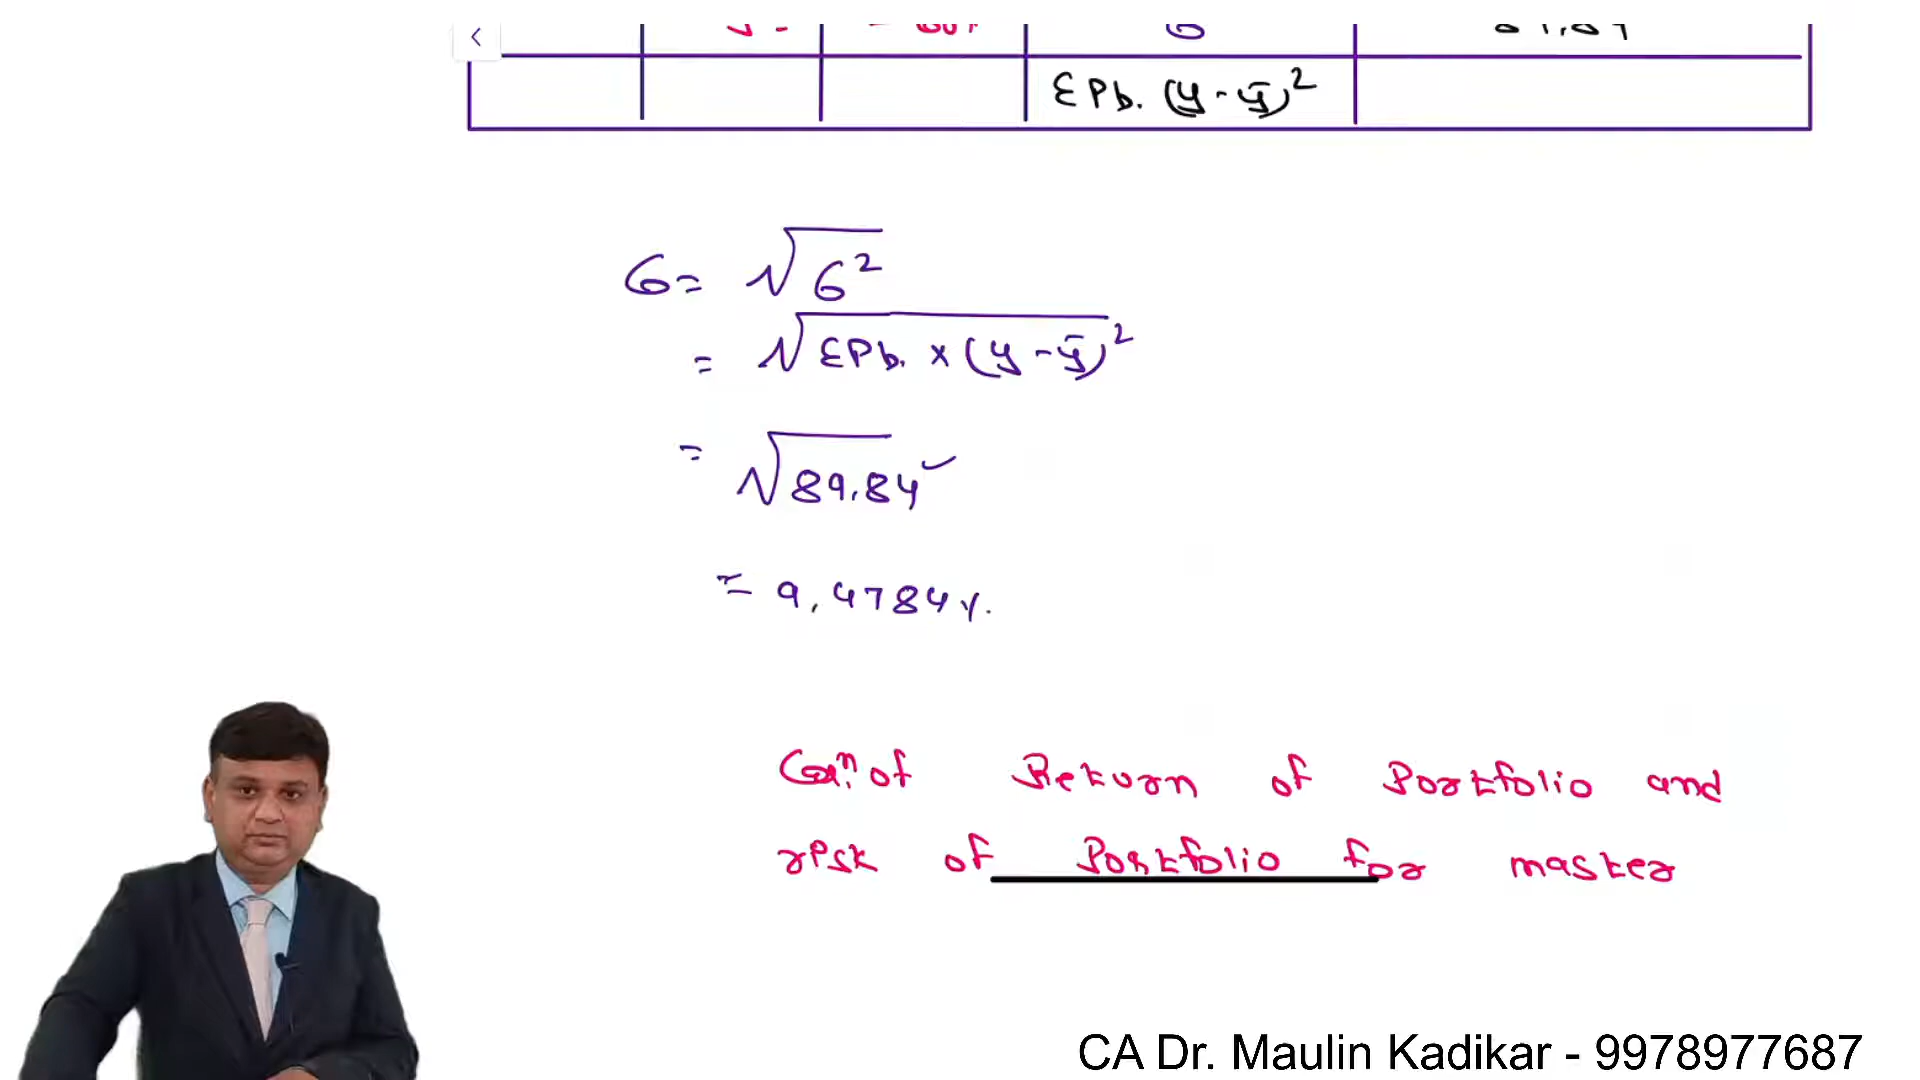 ΣPb. (y - ȳ)²
σ = √σ²
= √ΣPb. × (y - ȳ)²
= √89.84
= 9.4784%
of Return of Portfolio and
risk of Portfolio for master
CA Dr. Maulin Kadikar - 9978977687